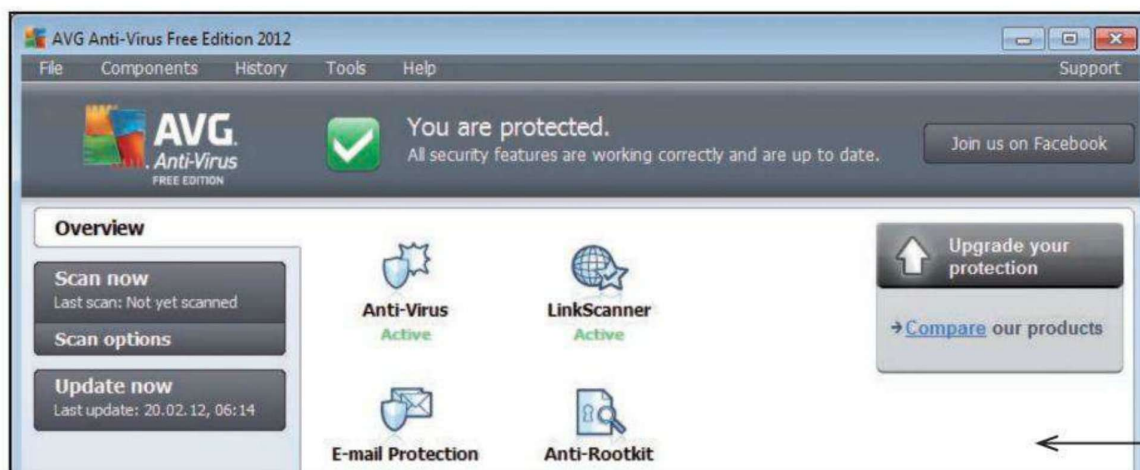 AVG Anti-Virus Free Edition 2012
File Components History Tools Help Support
AVG.
Anti-Virus
FREE EDITION
You are protected.
All security features are working correctly and are up to date.
Join us on Facebook
Overview
Scan now
Last scan: Not yet scanned
Scan options
Update now
Last update: 20.02.12, 06:14
Anti-Virus
Active
LinkScanner
Active
E-mail Protection
Anti-Rootkit
Upgrade your
protection
Compare our products